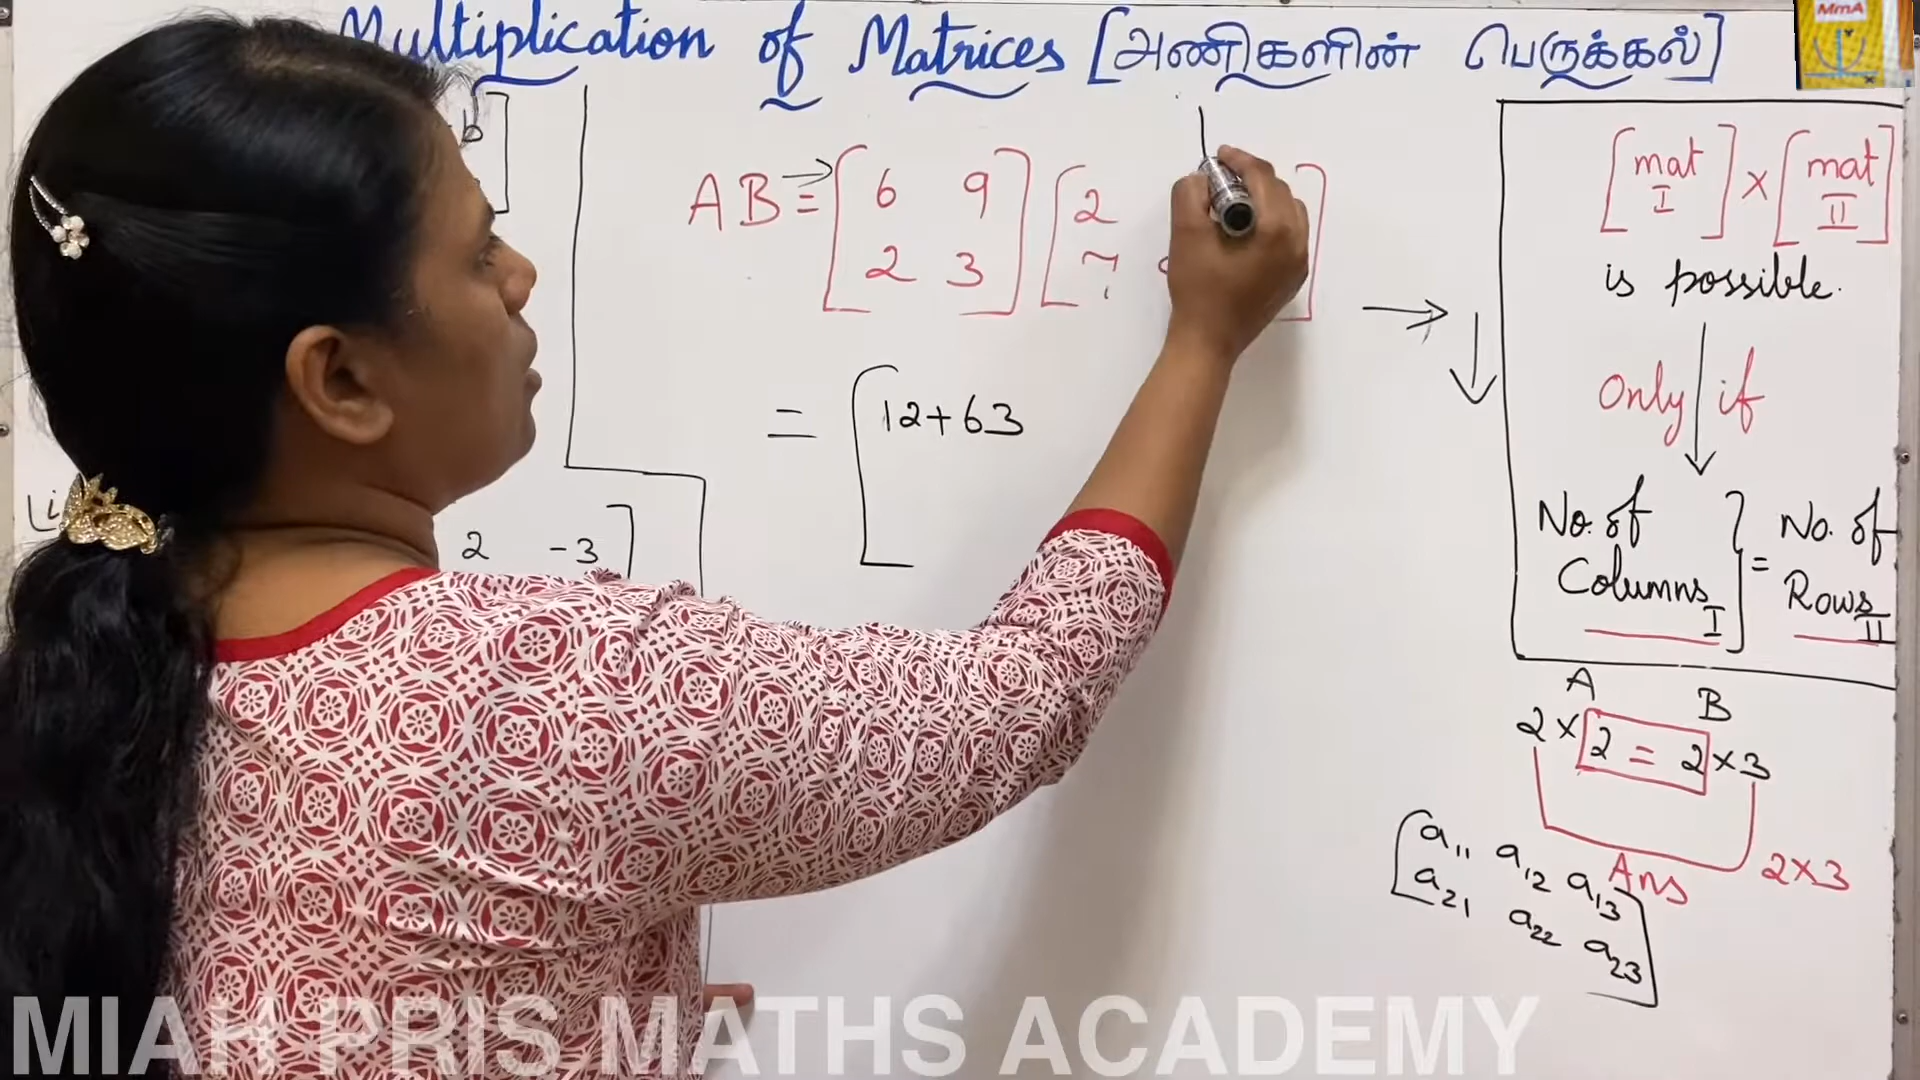 Multiplication of Matrices [அணிகளின் பெருக்கல்]
MmA
b
AB = [6 9] [2
2 3 7
= [12+63
2 -3
[mat I] × [mat II]
is possible.
Only if
No. of Columns I } = No. of Rows II
A B
2 × 2 = 2 × 3
Ans 2×3
[a₁₁ a₁₂ a₁₃
a₂₁ a₂₂ a₂₃]
MIAH PRIS MATHS ACADEMY